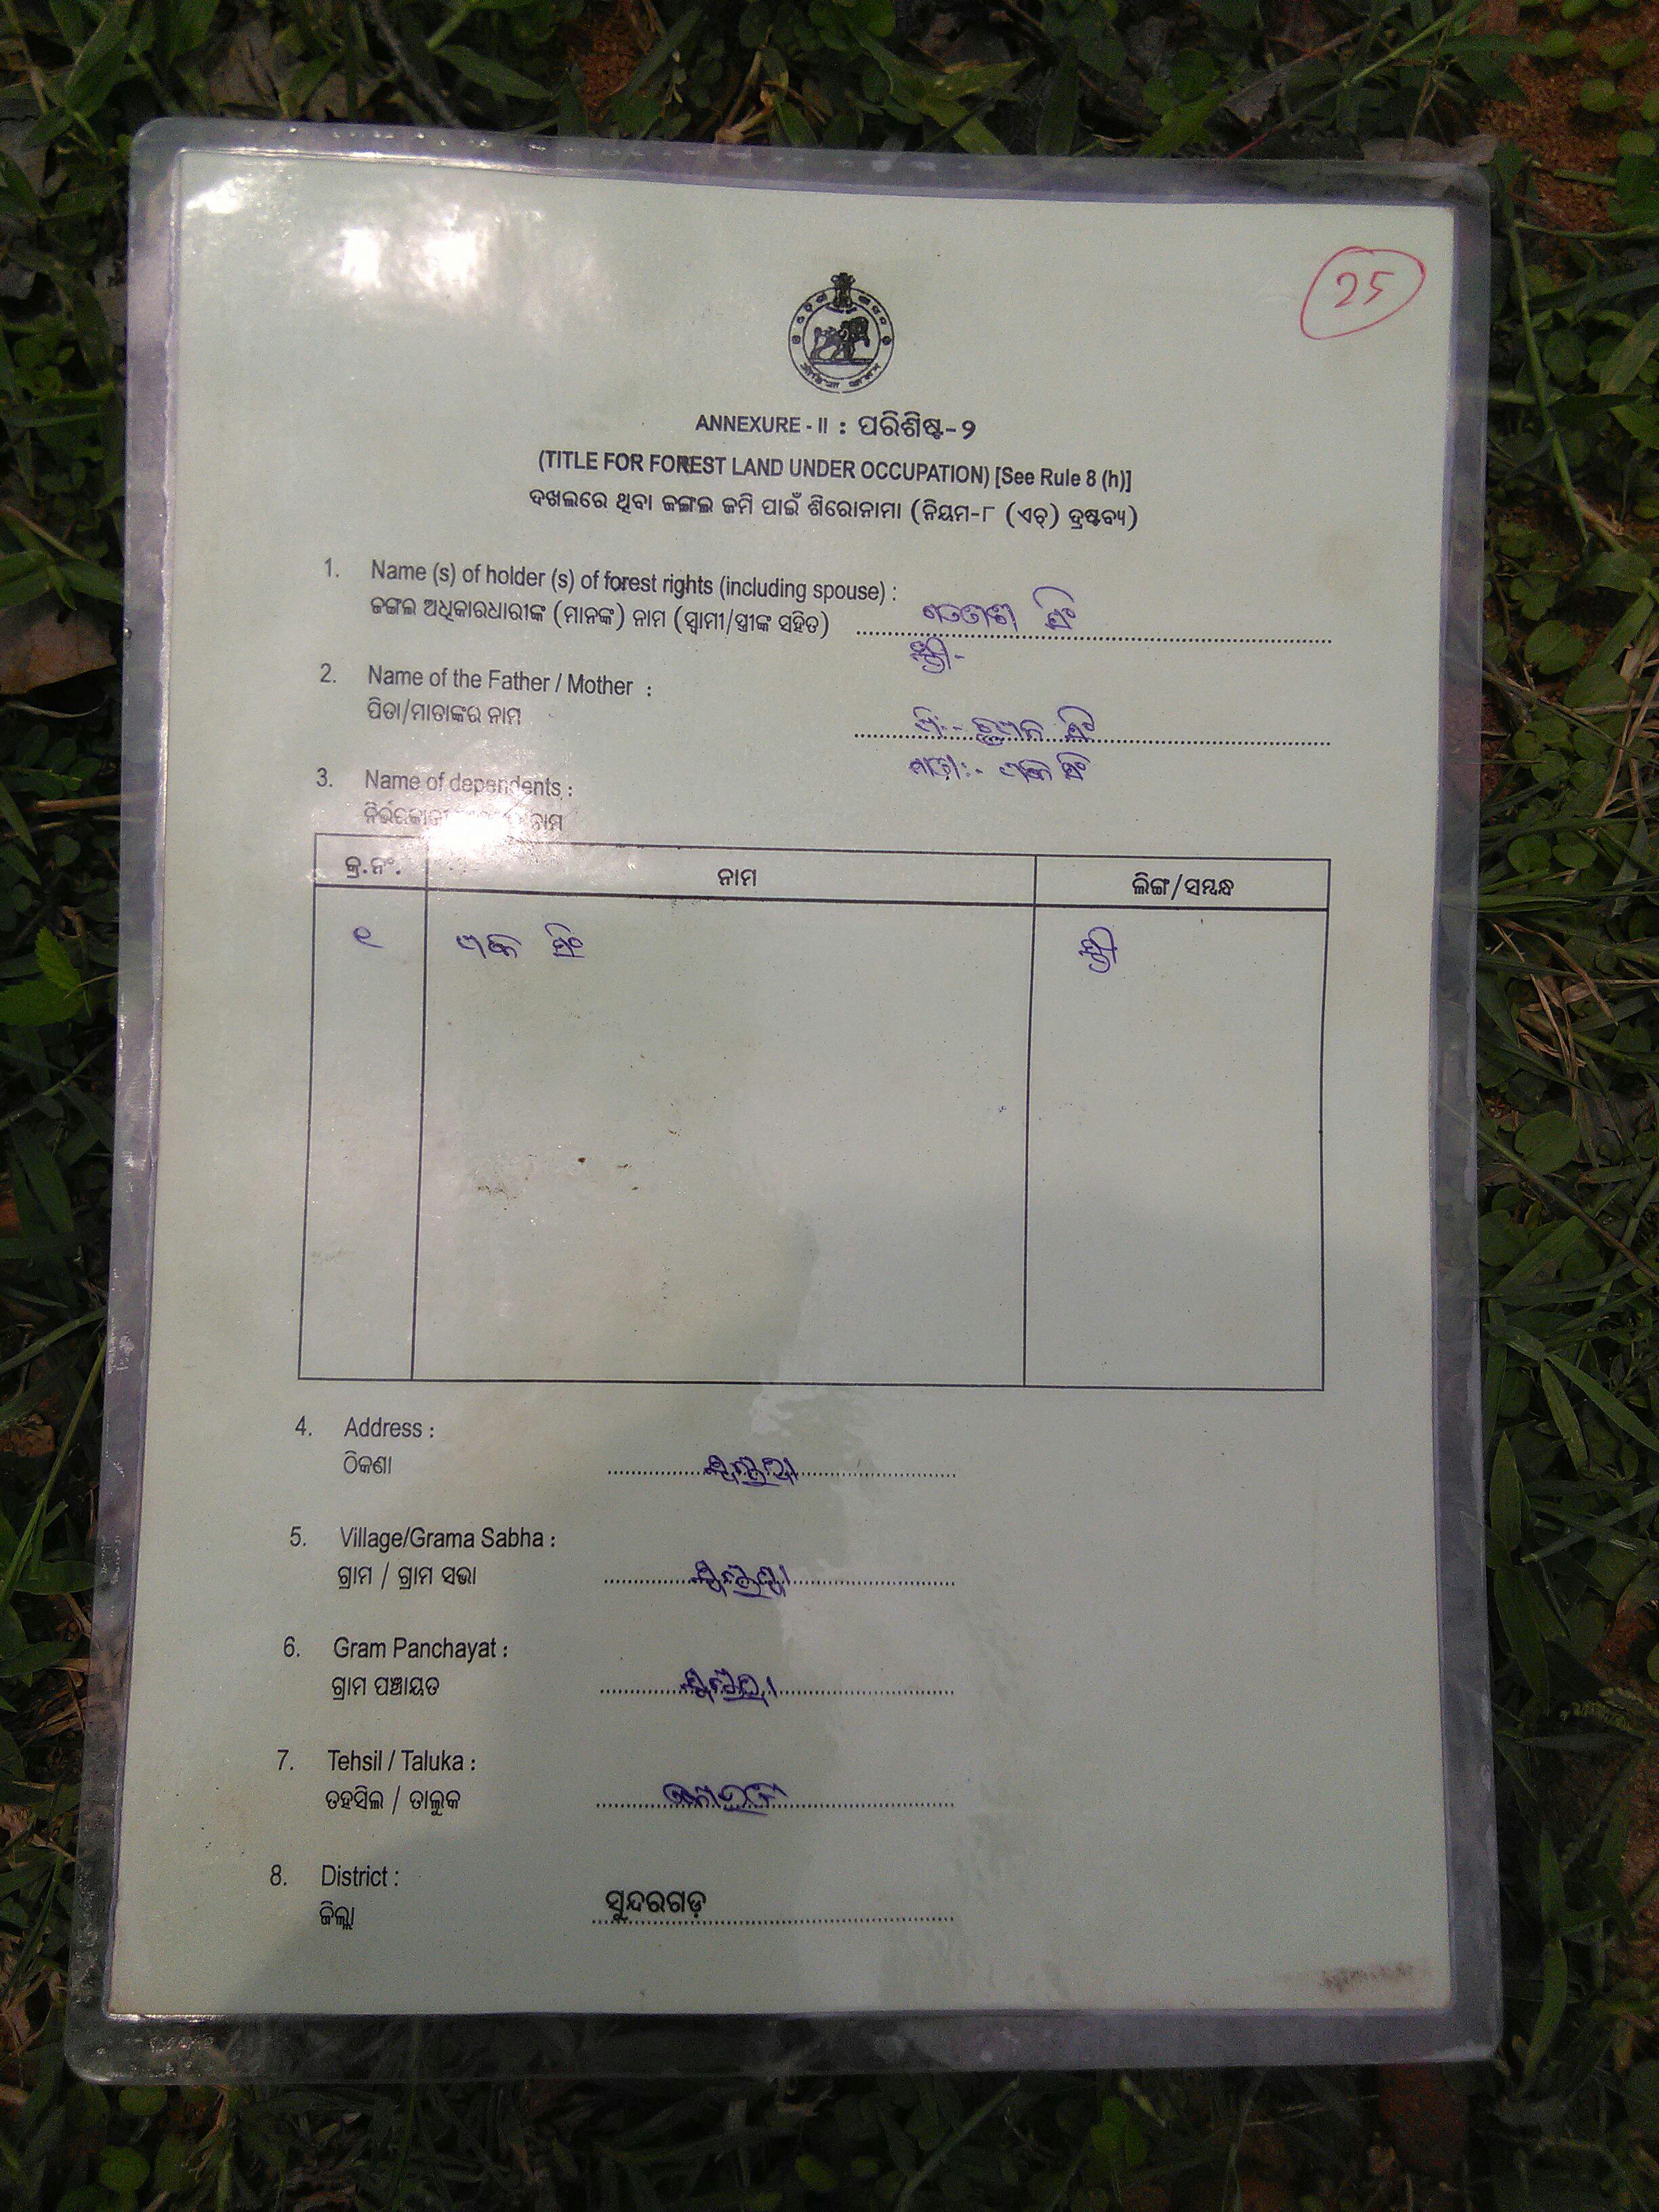 25
ANNEXURE - II : ପରିଶିଷ୍ଟ-୨
(TITLE FOR FOREST LAND UNDER OCCUPATION) [See Rule 8 (h)]
ଦଖଲରେ ଥିବା ଜଙ୍ଗଲ ଜମି ପାଇଁ ଶିରୋନାମା (ନିୟମ-୮ (ଏଚ୍) ଦ୍ରଷ୍ଟବ୍ୟ)
1. Name (s) of holder (s) of forest rights (including spouse) :
ଜଙ୍ଗଲ ଅଧିକାରଧାରୀଙ୍କ (ମାନଙ୍କ) ନାମ (ସ୍ୱାମୀ/ସ୍ତ୍ରୀଙ୍କ ସହିତ) ସିଂ
ସ୍ତ୍ରୀ-
2. Name of the Father / Mother :
ପିତା/ମାତାଙ୍କର ନାମ ସିଂ
ସିଂ
3. Name of dependents :
ନାମ
କ୍ର.ନଂ. ନାମ ଲିଙ୍ଗ/ସମ୍ବନ୍ଧ
୧ ସିଂ ସ୍ତ୍ରୀ
4. Address :
ଠିକଣା
5. Village/Grama Sabha :
ଗ୍ରାମ / ଗ୍ରାମ ସଭା
6. Gram Panchayat :
ଗ୍ରାମ ପଞ୍ଚାୟତ
7. Tehsil / Taluka :
ତହସିଲ / ତାଲୁକ
8. District :
ଜିଲ୍ଲା ସୁନ୍ଦରଗଡ଼